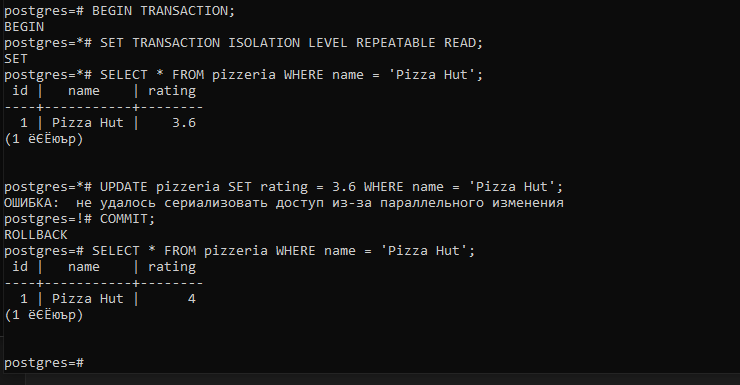 postgres=# BEGIN TRANSACTION;
BEGIN
postgres=*# SET TRANSACTION ISOLATION LEVEL REPEATABLE READ;
SET
postgres=*# SELECT * FROM pizzeria WHERE name = 'Pizza Hut';
 id |   name    | rating
----+-----------+--------
  1 | Pizza Hut |    3.6
(1 ёЄЁюър)
postgres=*# UPDATE pizzeria SET rating = 3.6 WHERE name = 'Pizza Hut';
ОШИБКА:  не удалось сериализовать доступ из-за параллельного изменения
postgres=!# COMMIT;
ROLLBACK
postgres=# SELECT * FROM pizzeria WHERE name = 'Pizza Hut';
 id |   name    | rating
----+-----------+--------
  1 | Pizza Hut |      4
(1 ёЄЁюър)
postgres=#